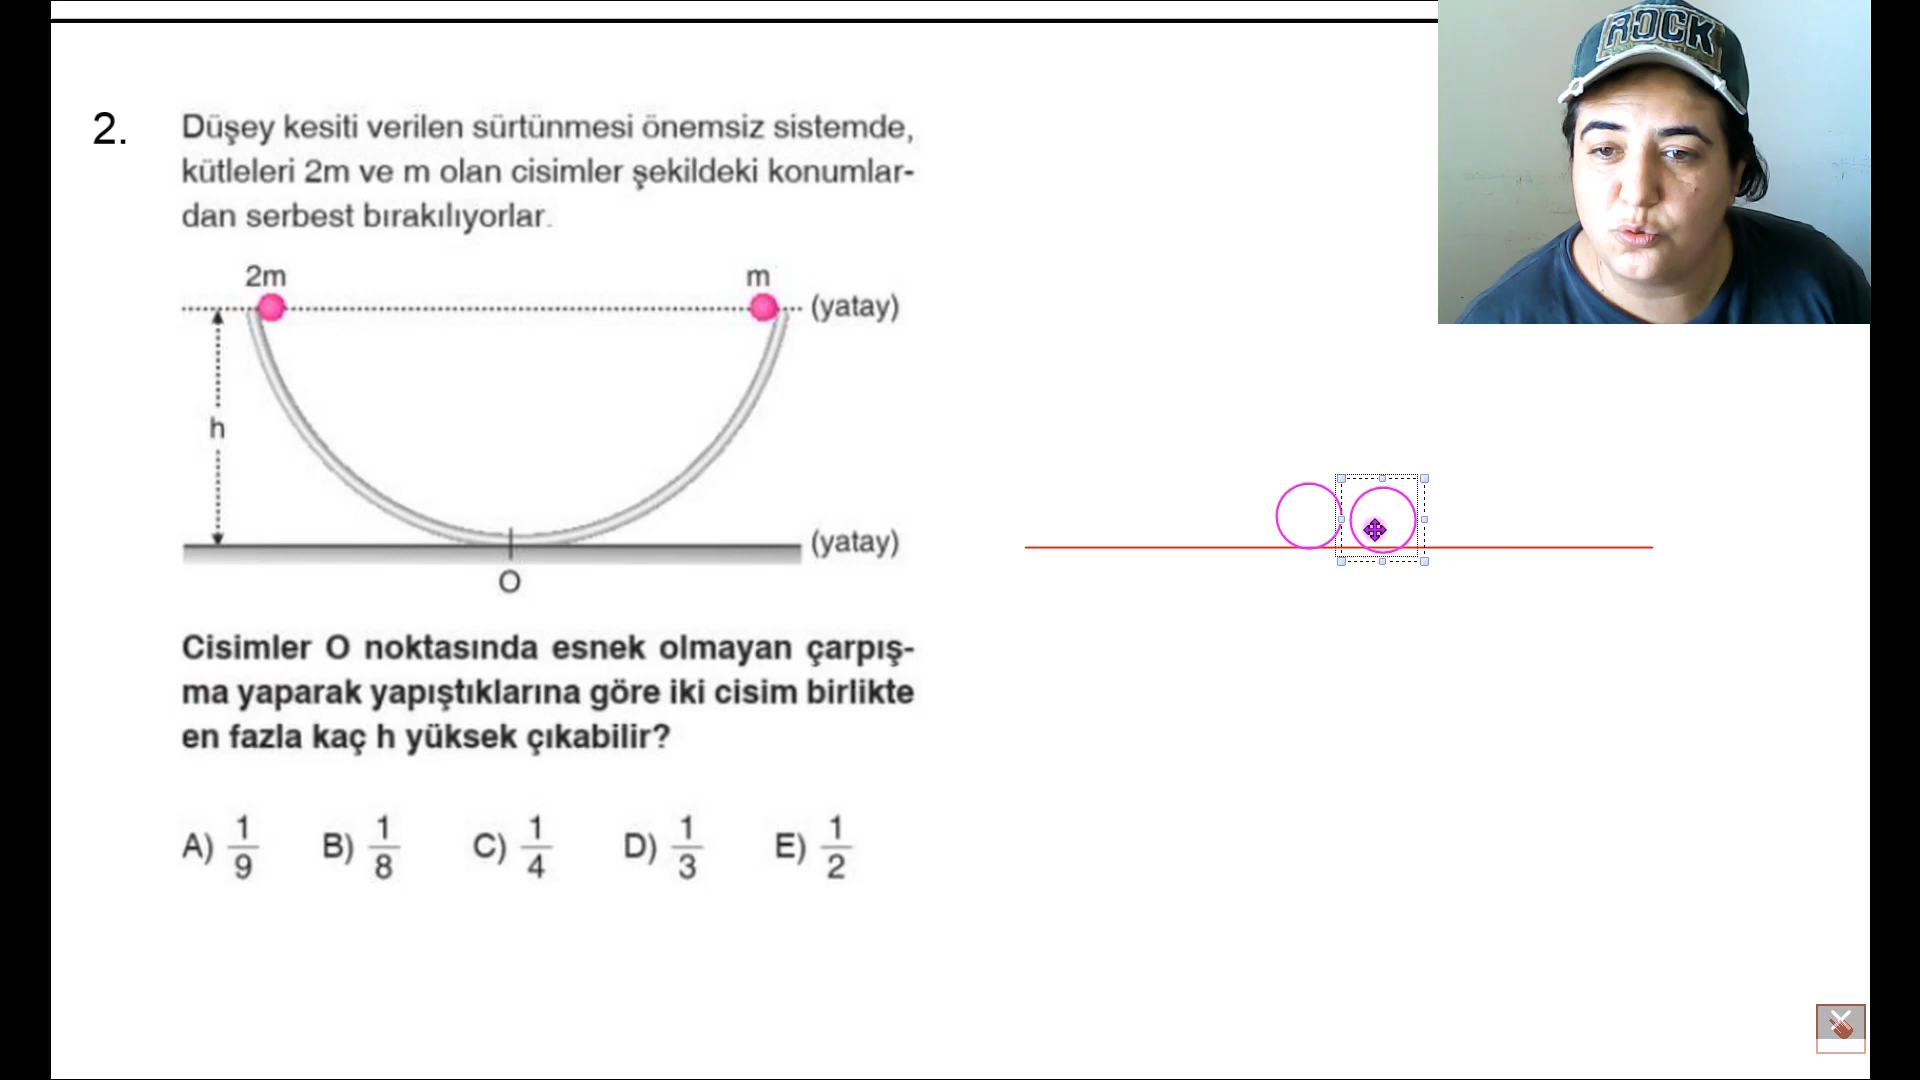 ROCK
2.
Düşey kesiti verilen sürtünmesi önemsiz sistemde,
kütleleri 2m ve m olan cisimler şekildeki konumlar-
dan serbest bırakılıyorlar.
2m
m
(yatay)
h
(yatay)
O
Cisimler O noktasında esnek olmayan çarpış-
ma yaparak yapıştıklarına göre iki cisim birlikte
en fazla kaç h yüksek çıkabilir?
A) 1/9 B) 1/8 C) 1/4 D) 1/3 E) 1/2